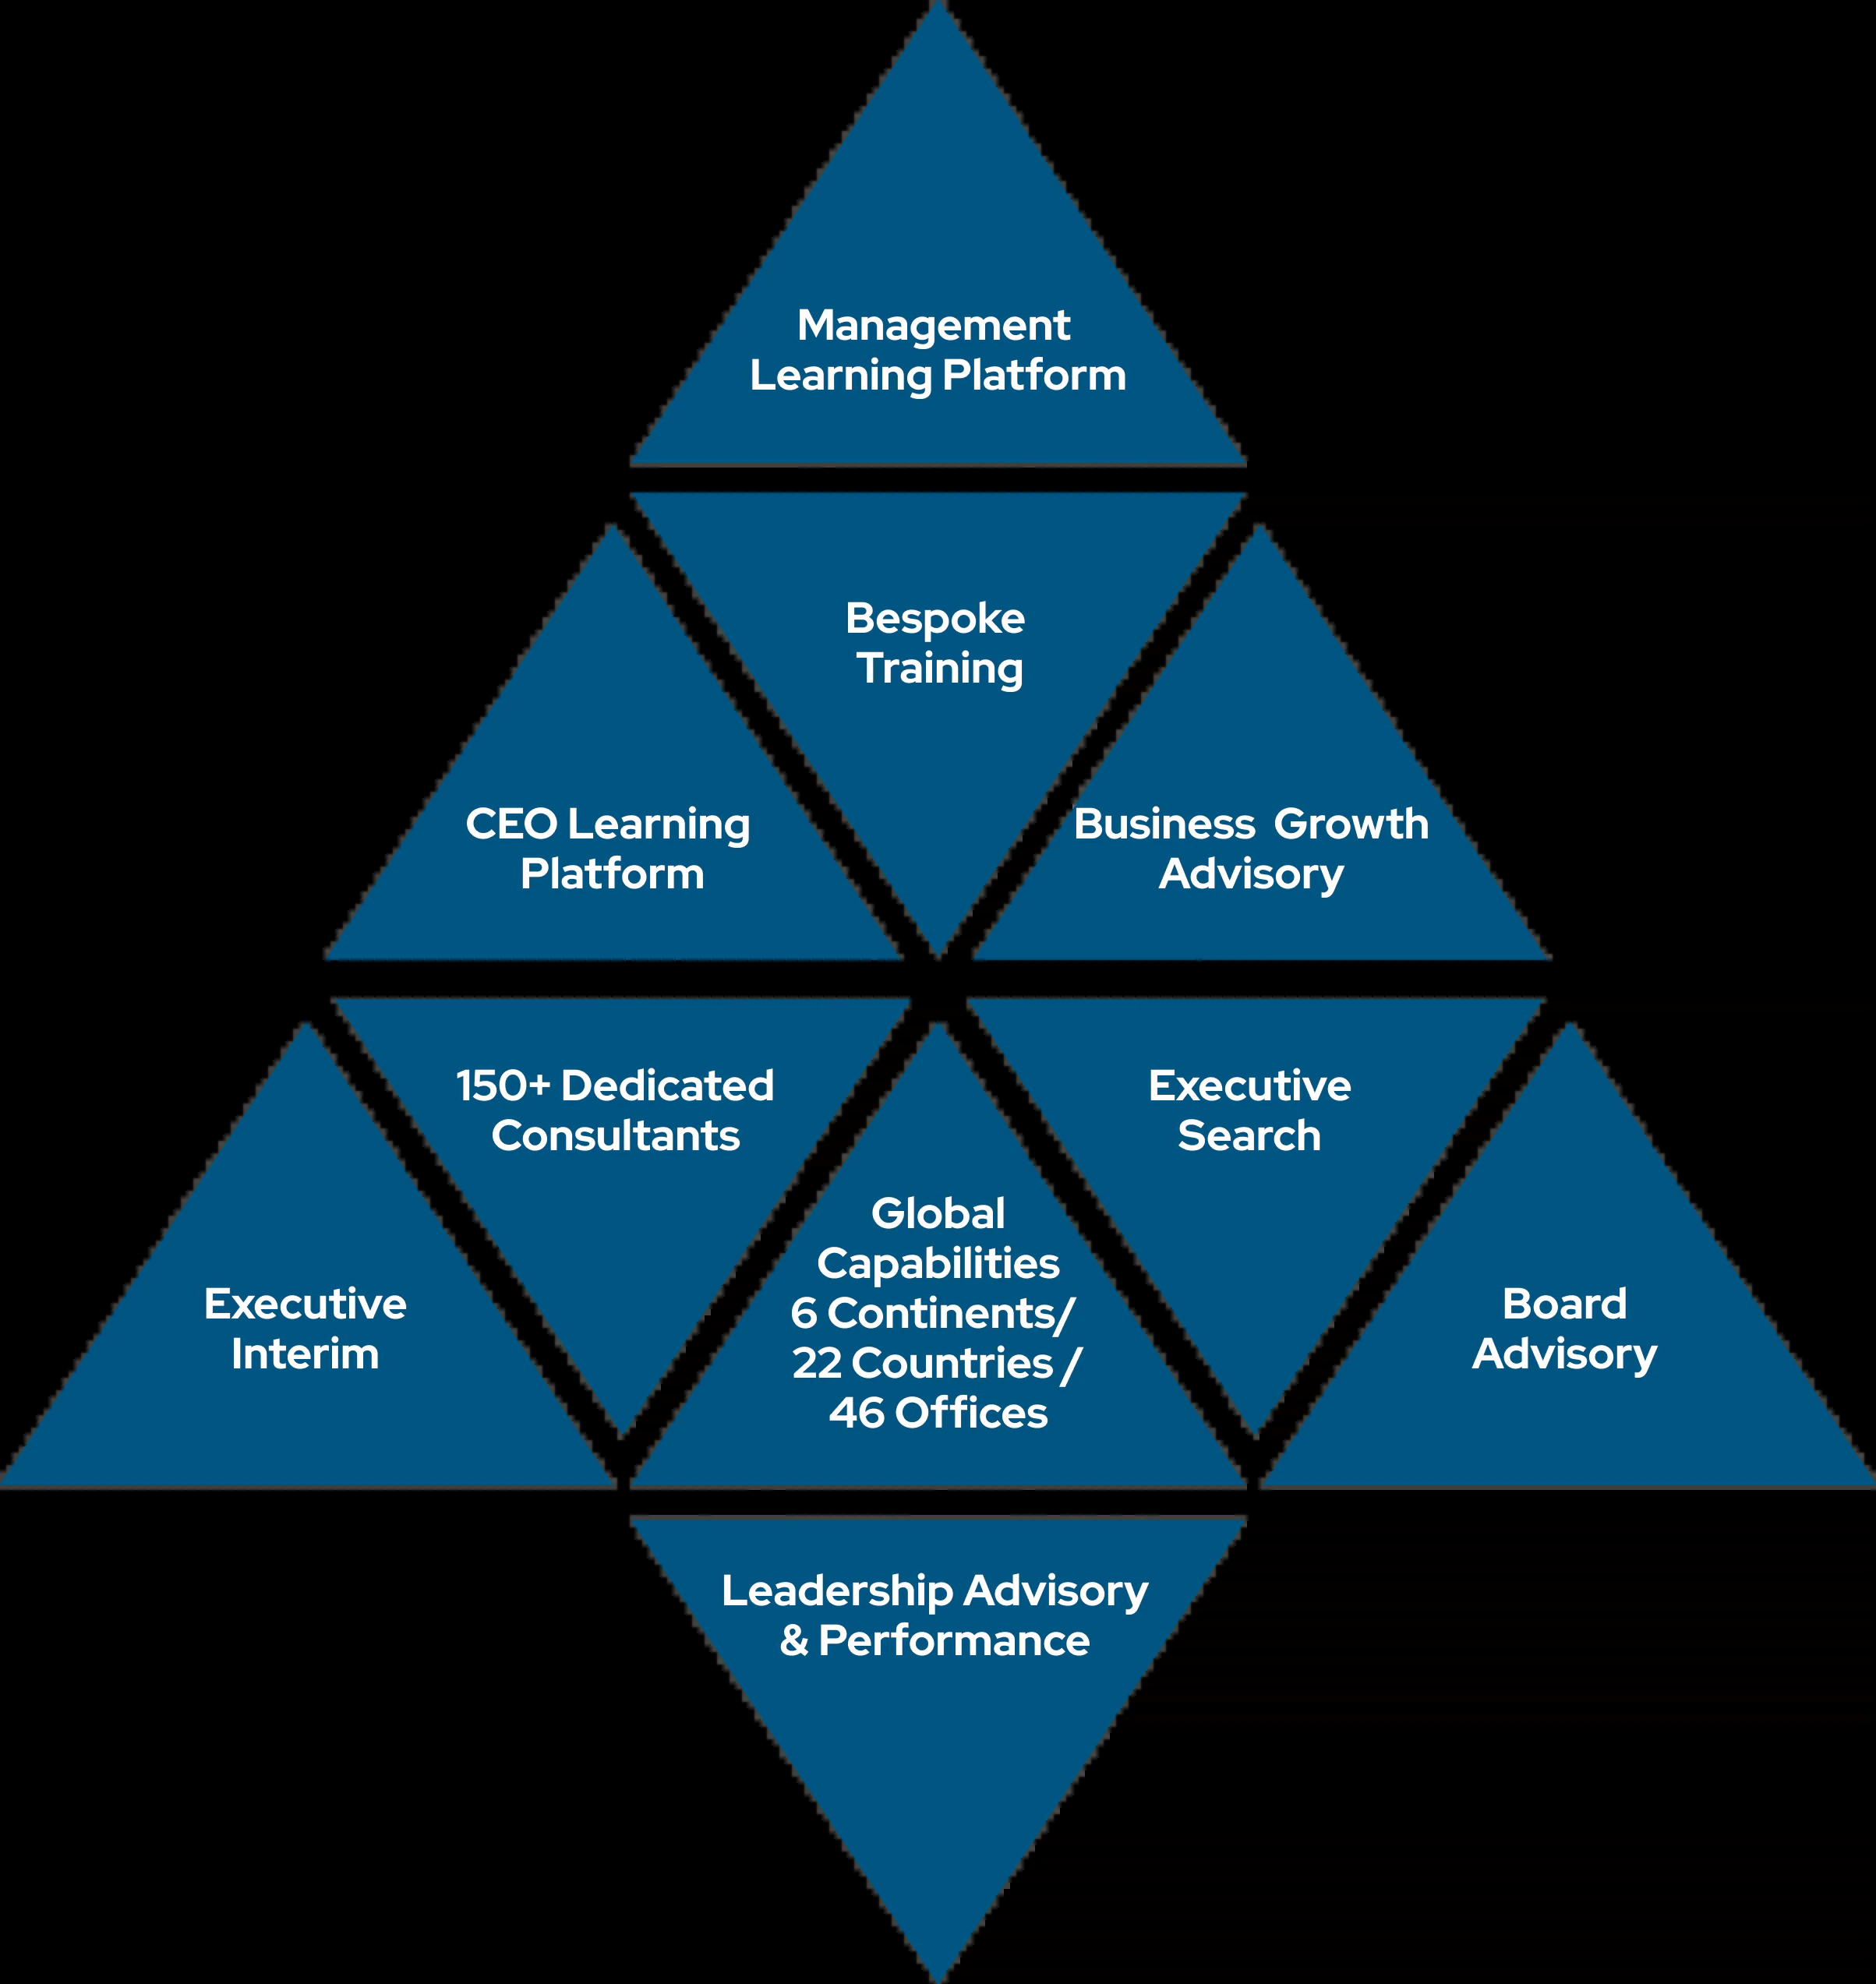 Management
Learning Platform
Bespoke
Training
CEO Learning
Platform
Business Growth
Advisory
150+ Dedicated
Consultants
Executive
Search
Executive
Interim
Global
Capabilities
6 Continents/
22 Countries /
46 Offices
Board
Advisory
Leadership Advisory
& Performance